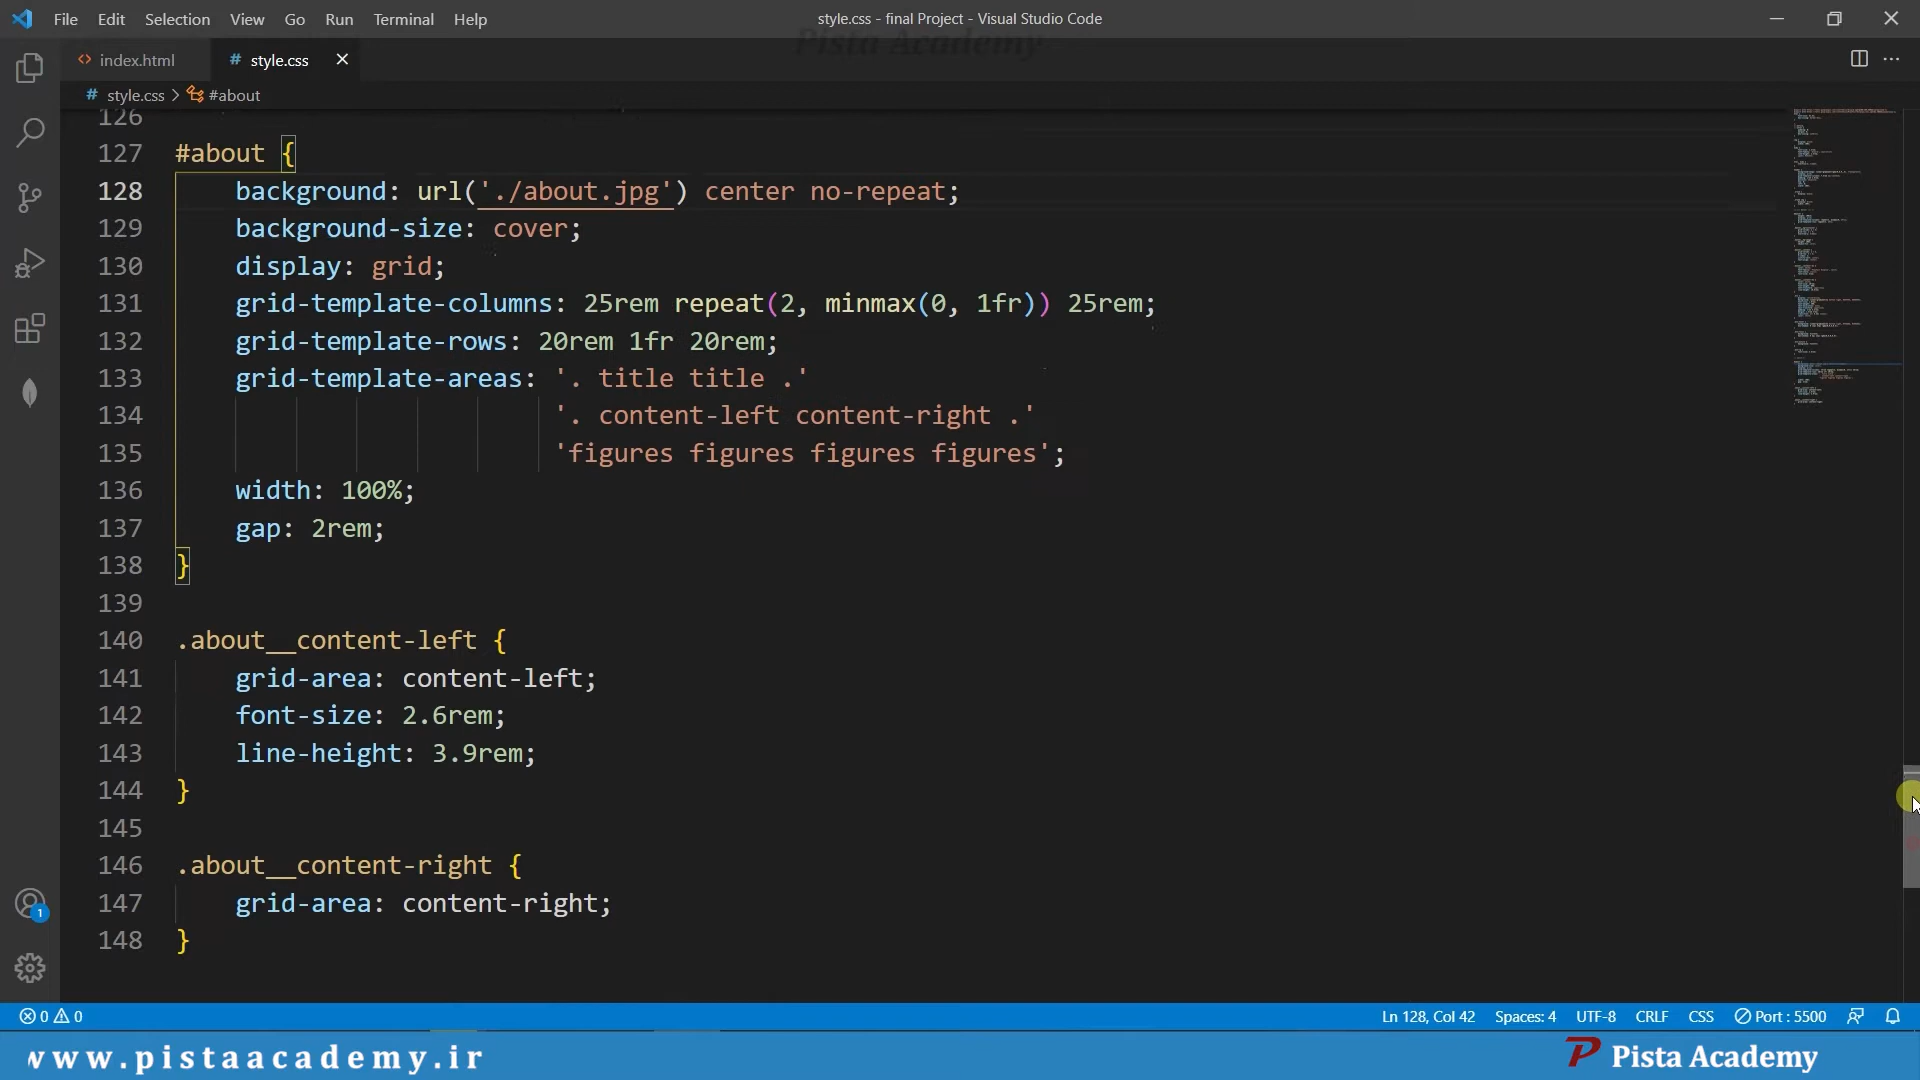 File Edit Selection View Go Run Terminal Help
style.css - final Project - Visual Studio Code
Pista Academy
index.html
# style.css
# style.css > #about
126
127 #about {
128     background: url('./about.jpg') center no-repeat;
129     background-size: cover;
130     display: grid;
131     grid-template-columns: 25rem repeat(2, minmax(0, 1fr)) 25rem;
132     grid-template-rows: 20rem 1fr 20rem;
133     grid-template-areas: '. title title .'
134                          '. content-left content-right .'
135                          'figures figures figures figures';
136     width: 100%;
137     gap: 2rem;
138 }
139
140 .about__content-left {
141     grid-area: content-left;
142     font-size: 2.6rem;
143     line-height: 3.9rem;
144 }
145
146 .about__content-right {
147     grid-area: content-right;
148 }
1
0 0
Ln 128, Col 42 Spaces: 4 UTF-8 CRLF CSS Port : 5500
www.pistaacademy.ir
Pista Academy